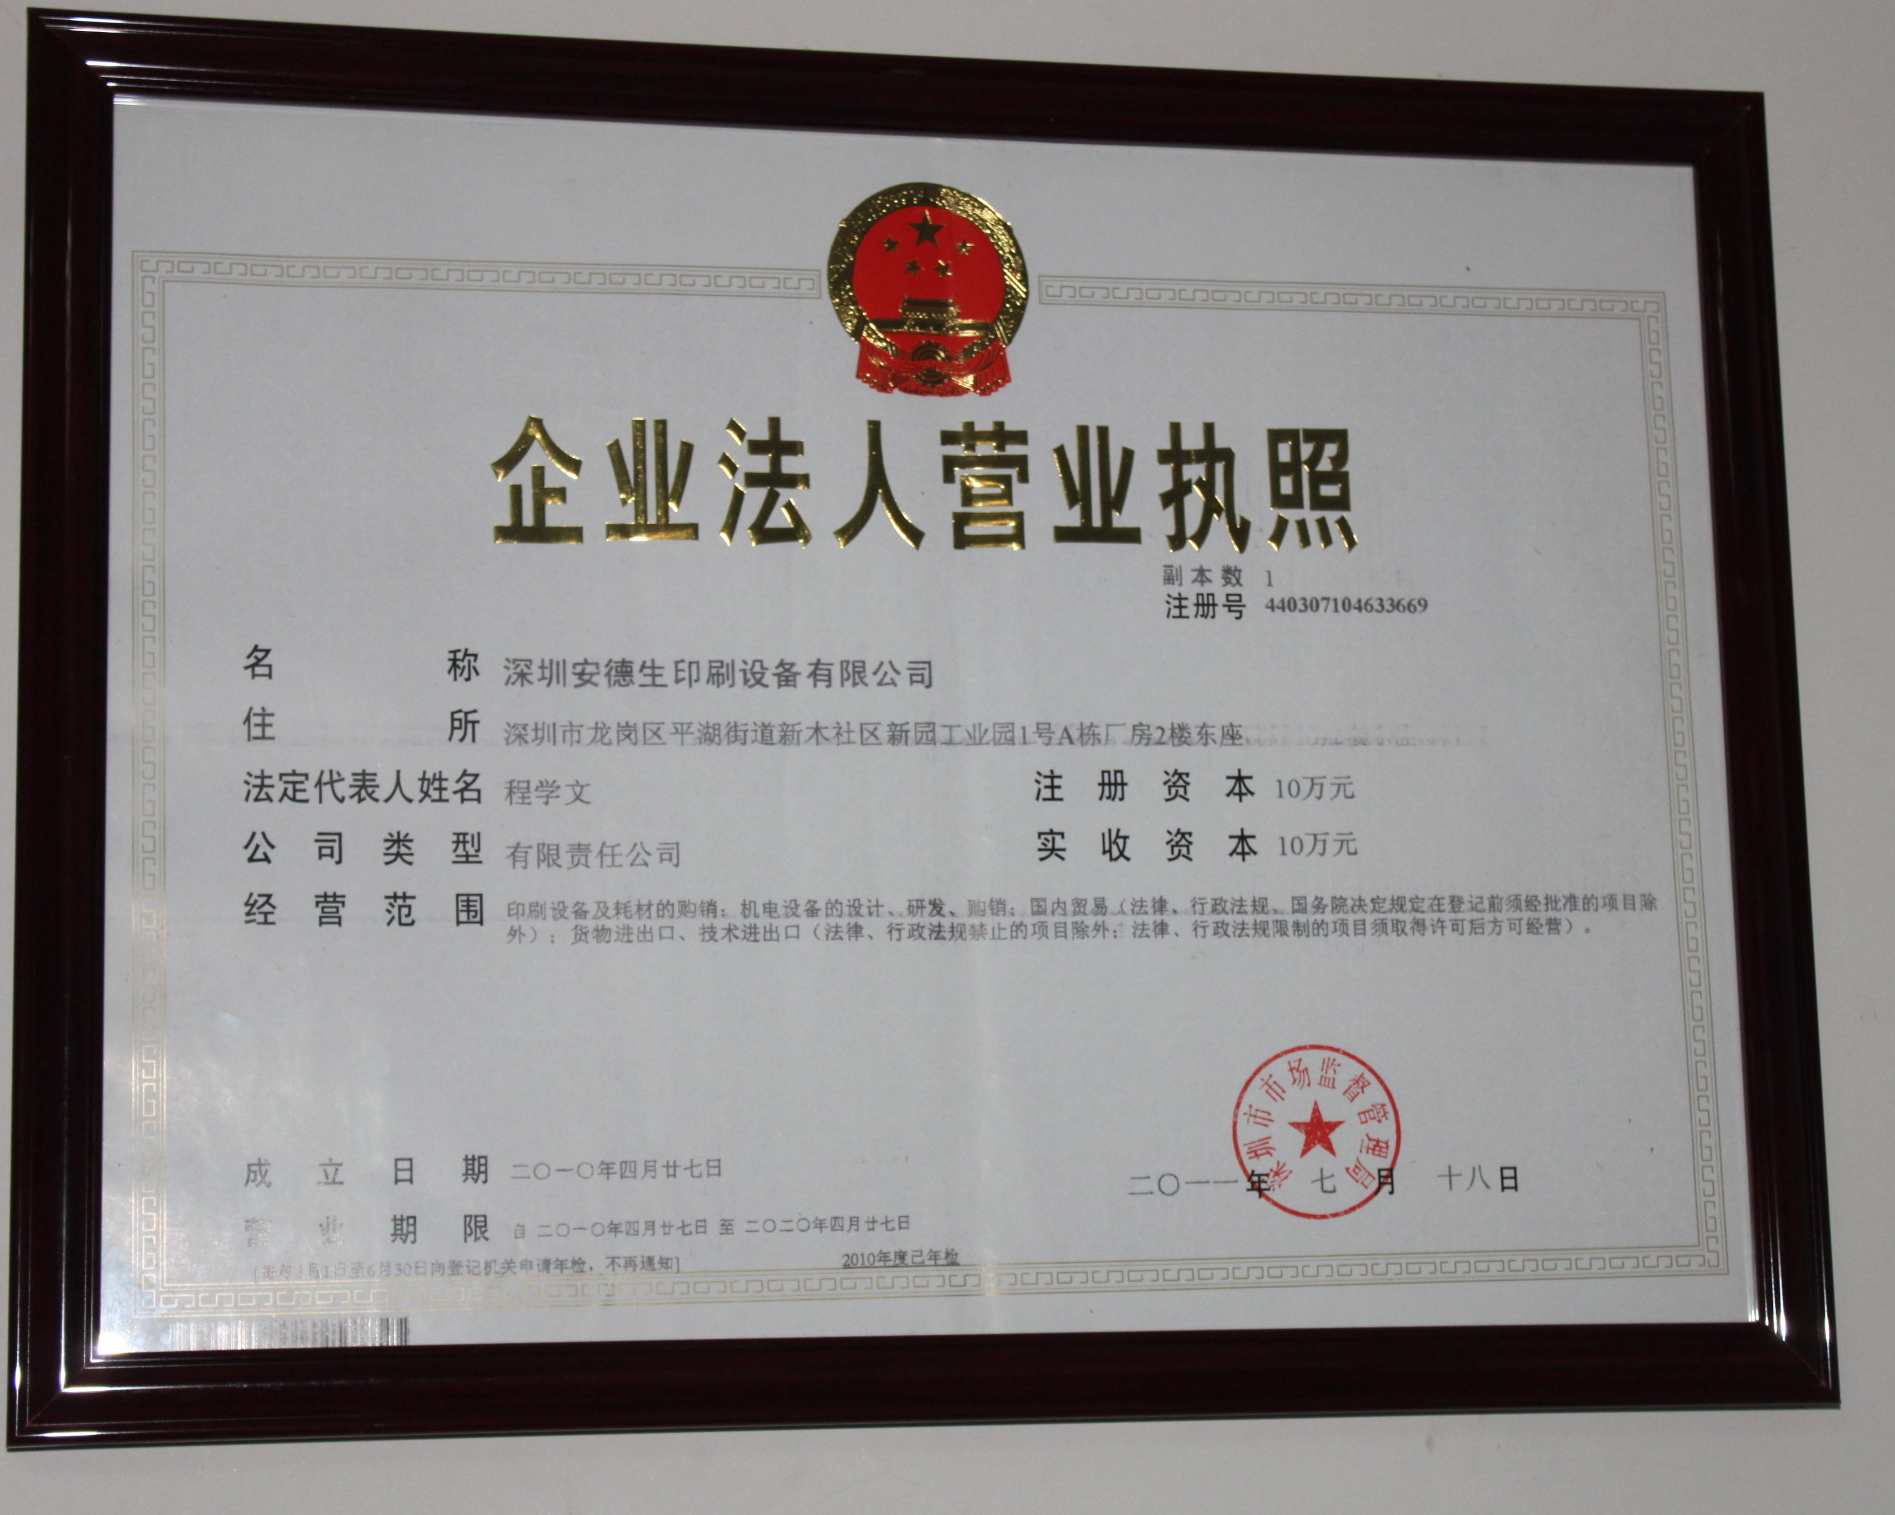 企业法人营业执照
副本数 1
注册号 440307104633669
名称 深圳安德生印刷设备有限公司
住所 深圳市龙岗区平湖街道新木社区新园工业园1号A栋厂房2楼东座
法定代表人姓名 程学文 注册资本 10万元
公司类型 有限责任公司 实收资本 10万元
经营范围 印刷设备及耗材的购销；机电设备的设计、研发、购销；国内贸易（法律、行政法规、国务院决定规定在登记前须经批准的项目除
外）；货物进出口、技术进出口（法律、行政法规禁止的项目除外；法律、行政法规限制的项目须取得许可后方可经营）。
深圳市市场监督管理局
成立日期 二〇一〇年四月廿七日
二〇一一年 七月 十八日
营业期限 自 二〇一〇年四月廿七日 至 二〇二〇年四月廿七日
月1日至6月30日向登记机关申请年检，不再通知] 2010年度已年检